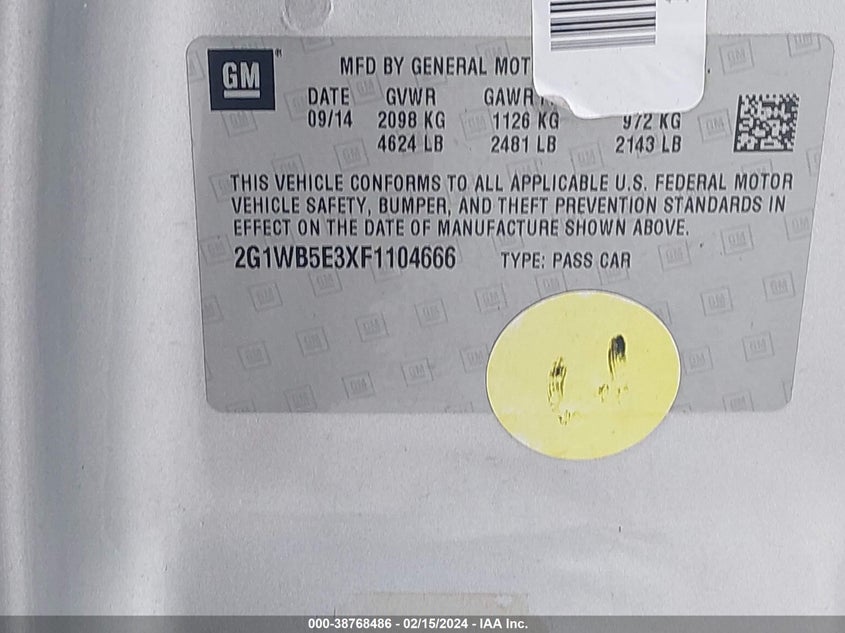 GM
MFD BY GENERAL
DATE GVWR
09/14 2098 KG 1126 KG 972 KG
4624 LB 2481 LB 2143 LB
THIS VEHICLE CONFORMS TO ALL APPLICABLE U.S. FEDERAL MOTOR
VEHICLE SAFETY, BUMPER, AND THEFT PREVENTION STANDARDS IN
EFFECT ON THE DATE OF MANUFACTURE SHOWN ABOVE.
2G1WB5E3XF1104666 TYPE: PASS CAR
000-38768486 - 02/15/2024 - IAA Inc.